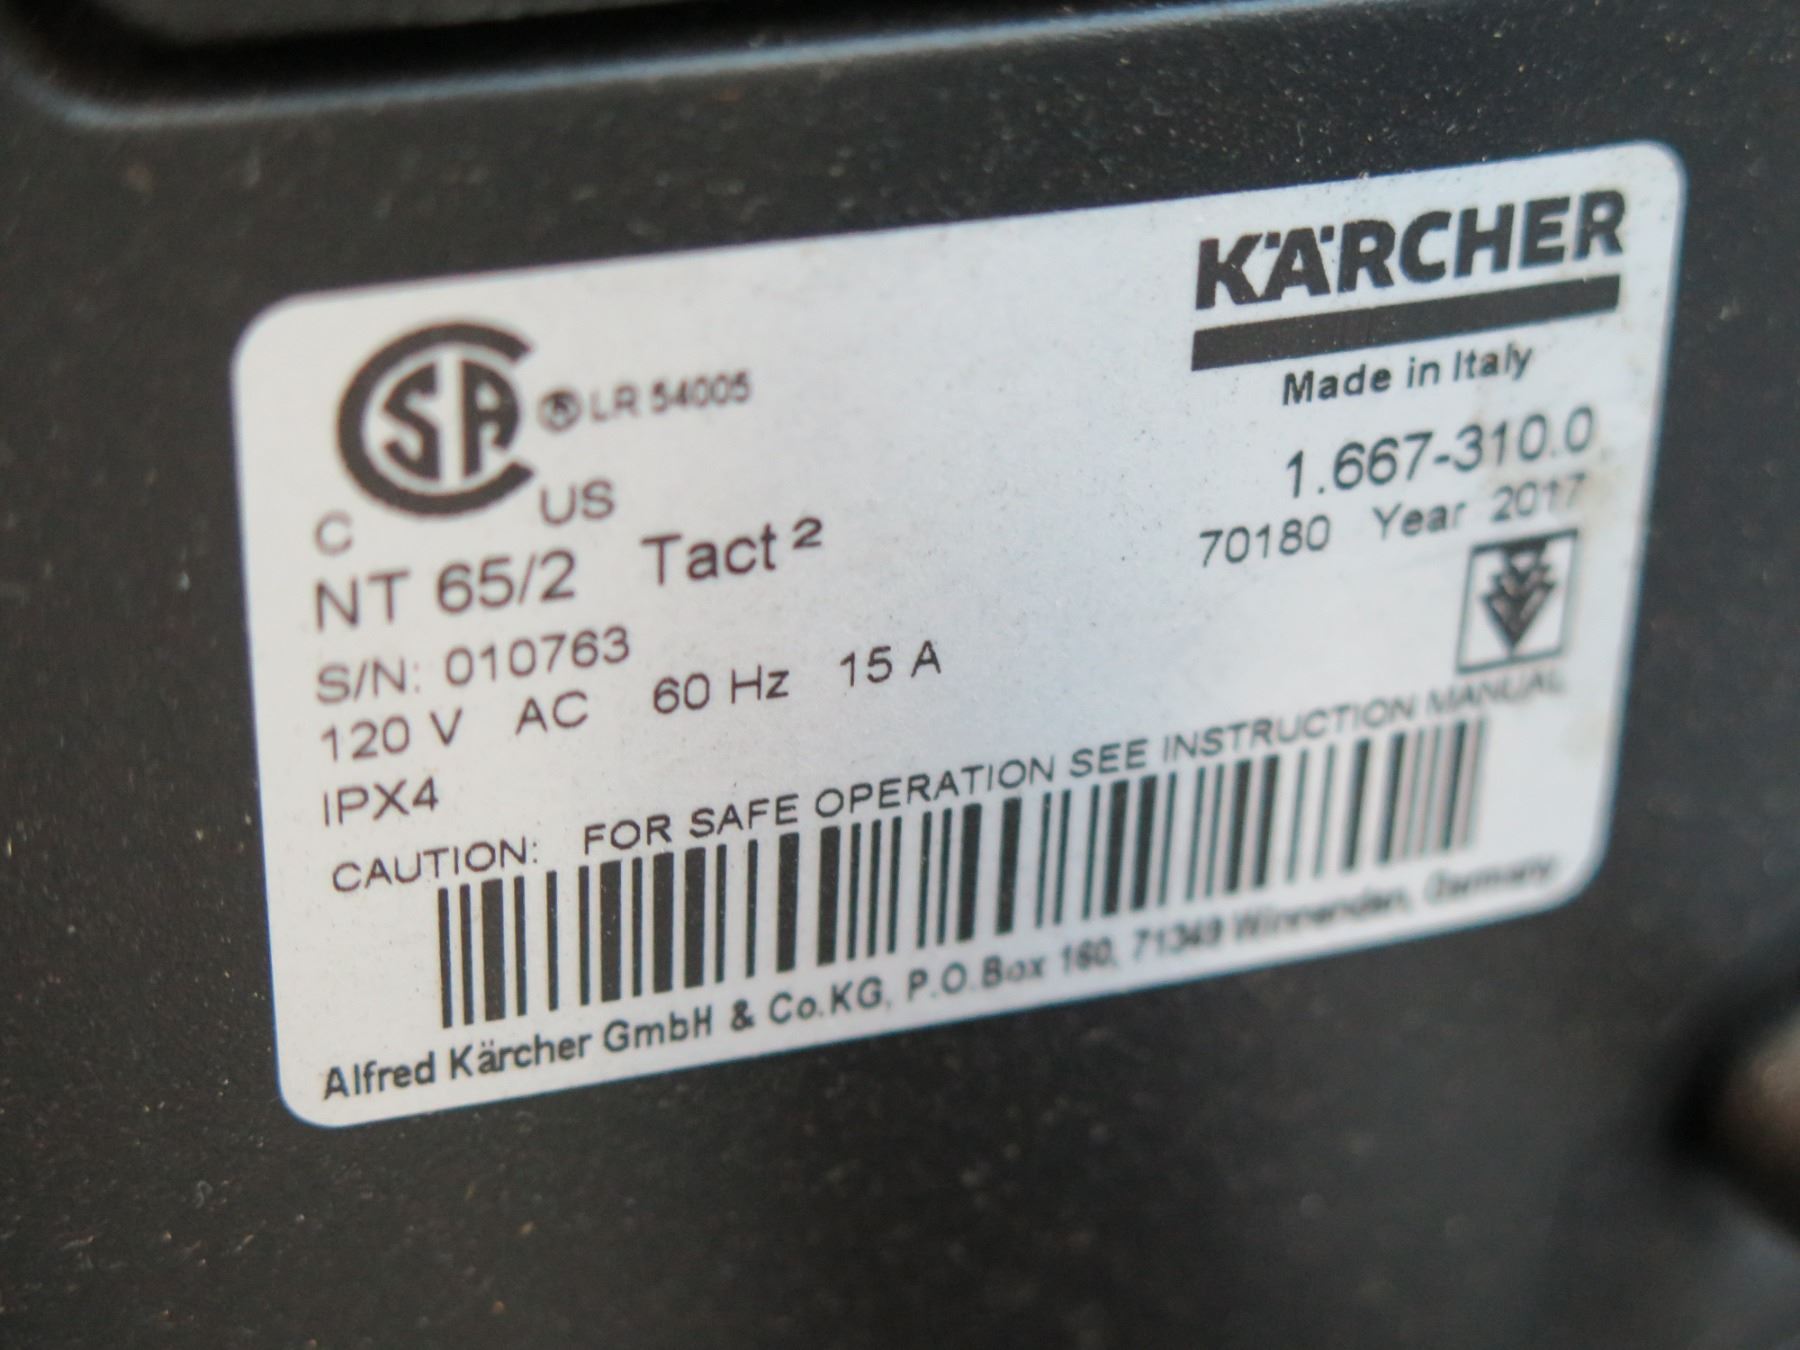 KÄRCHER
Made in Italy
1.667-310.0
70180 Year 2017
CSA ® LR 54005
C US
NT 65/2 Tact²
S/N: 010763
120 V AC 60 Hz 15 A
IPX4
CAUTION: FOR SAFE OPERATION SEE INSTRUCTION MANUAL
Alfred Kärcher GmbH & Co.KG, P.O.Box 160, 71349 Winnenden, Germany